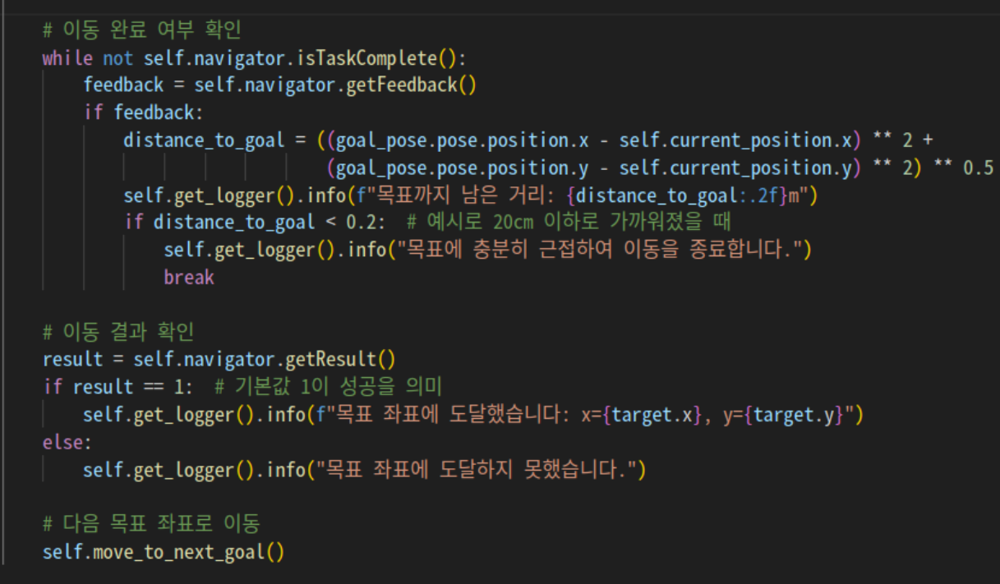 # 이동 완료 여부 확인
while not self.navigator.isTaskComplete():
    feedback = self.navigator.getFeedback()
    if feedback:
        distance_to_goal = ((goal_pose.pose.position.x - self.current_position.x) ** 2 +
                            (goal_pose.pose.position.y - self.current_position.y) ** 2) ** 0.5
        self.get_logger().info(f"목표까지 남은 거리: {distance_to_goal:.2f}m")
        if distance_to_goal < 0.2:  # 예시로 20cm 이하로 가까워졌을 때
            self.get_logger().info("목표에 충분히 근접하여 이동을 종료합니다.")
            break

# 이동 결과 확인
result = self.navigator.getResult()
if result == 1:  # 기본값 1이 성공을 의미
    self.get_logger().info(f"목표 좌표에 도달했습니다: x={target.x}, y={target.y}")
else:
    self.get_logger().info("목표 좌표에 도달하지 못했습니다.")

# 다음 목표 좌표로 이동
self.move_to_next_goal()